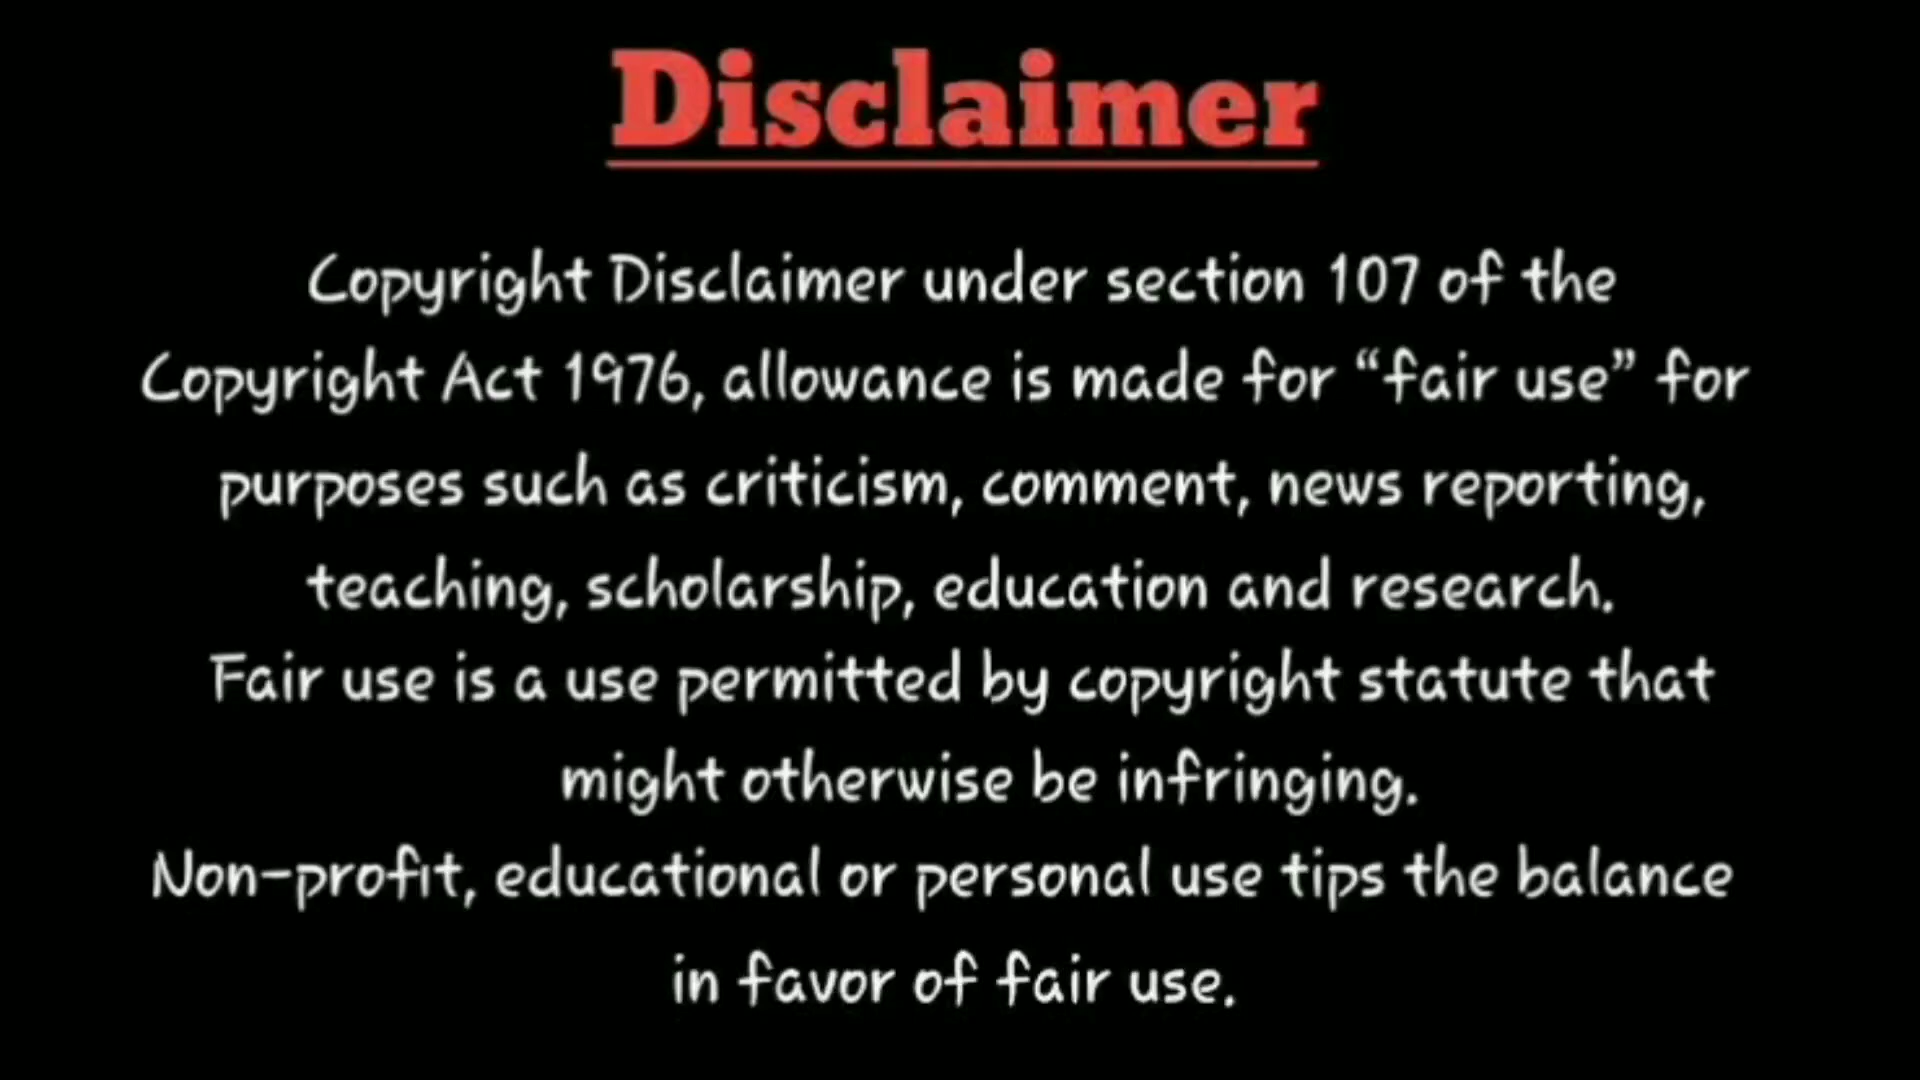 Disclaimer
Copyright Disclaimer under section 107 of the
Copyright Act 1976, allowance is made for “fair use” for
purposes such as criticism, comment, news reporting,
teaching, scholarship, education and research.
Fair use is a use permitted by copyright statute that
might otherwise be infringing.
Non-profit, educational or personal use tips the balance
in favor of fair use.